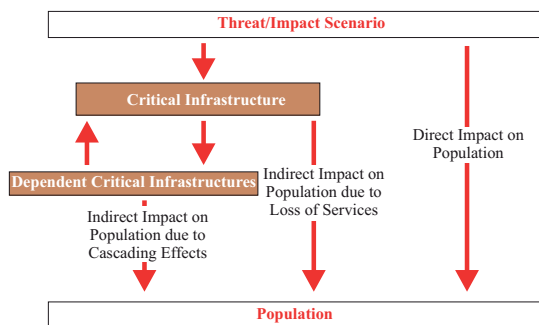 Threat/Impact Scenario
Critical Infrastructure
Direct Impact on
Population
Dependent Critical Infrastructures
Indirect Impact on
Population due to
Loss of Services
Indirect Impact on
Population due to
Cascading Effects
Population